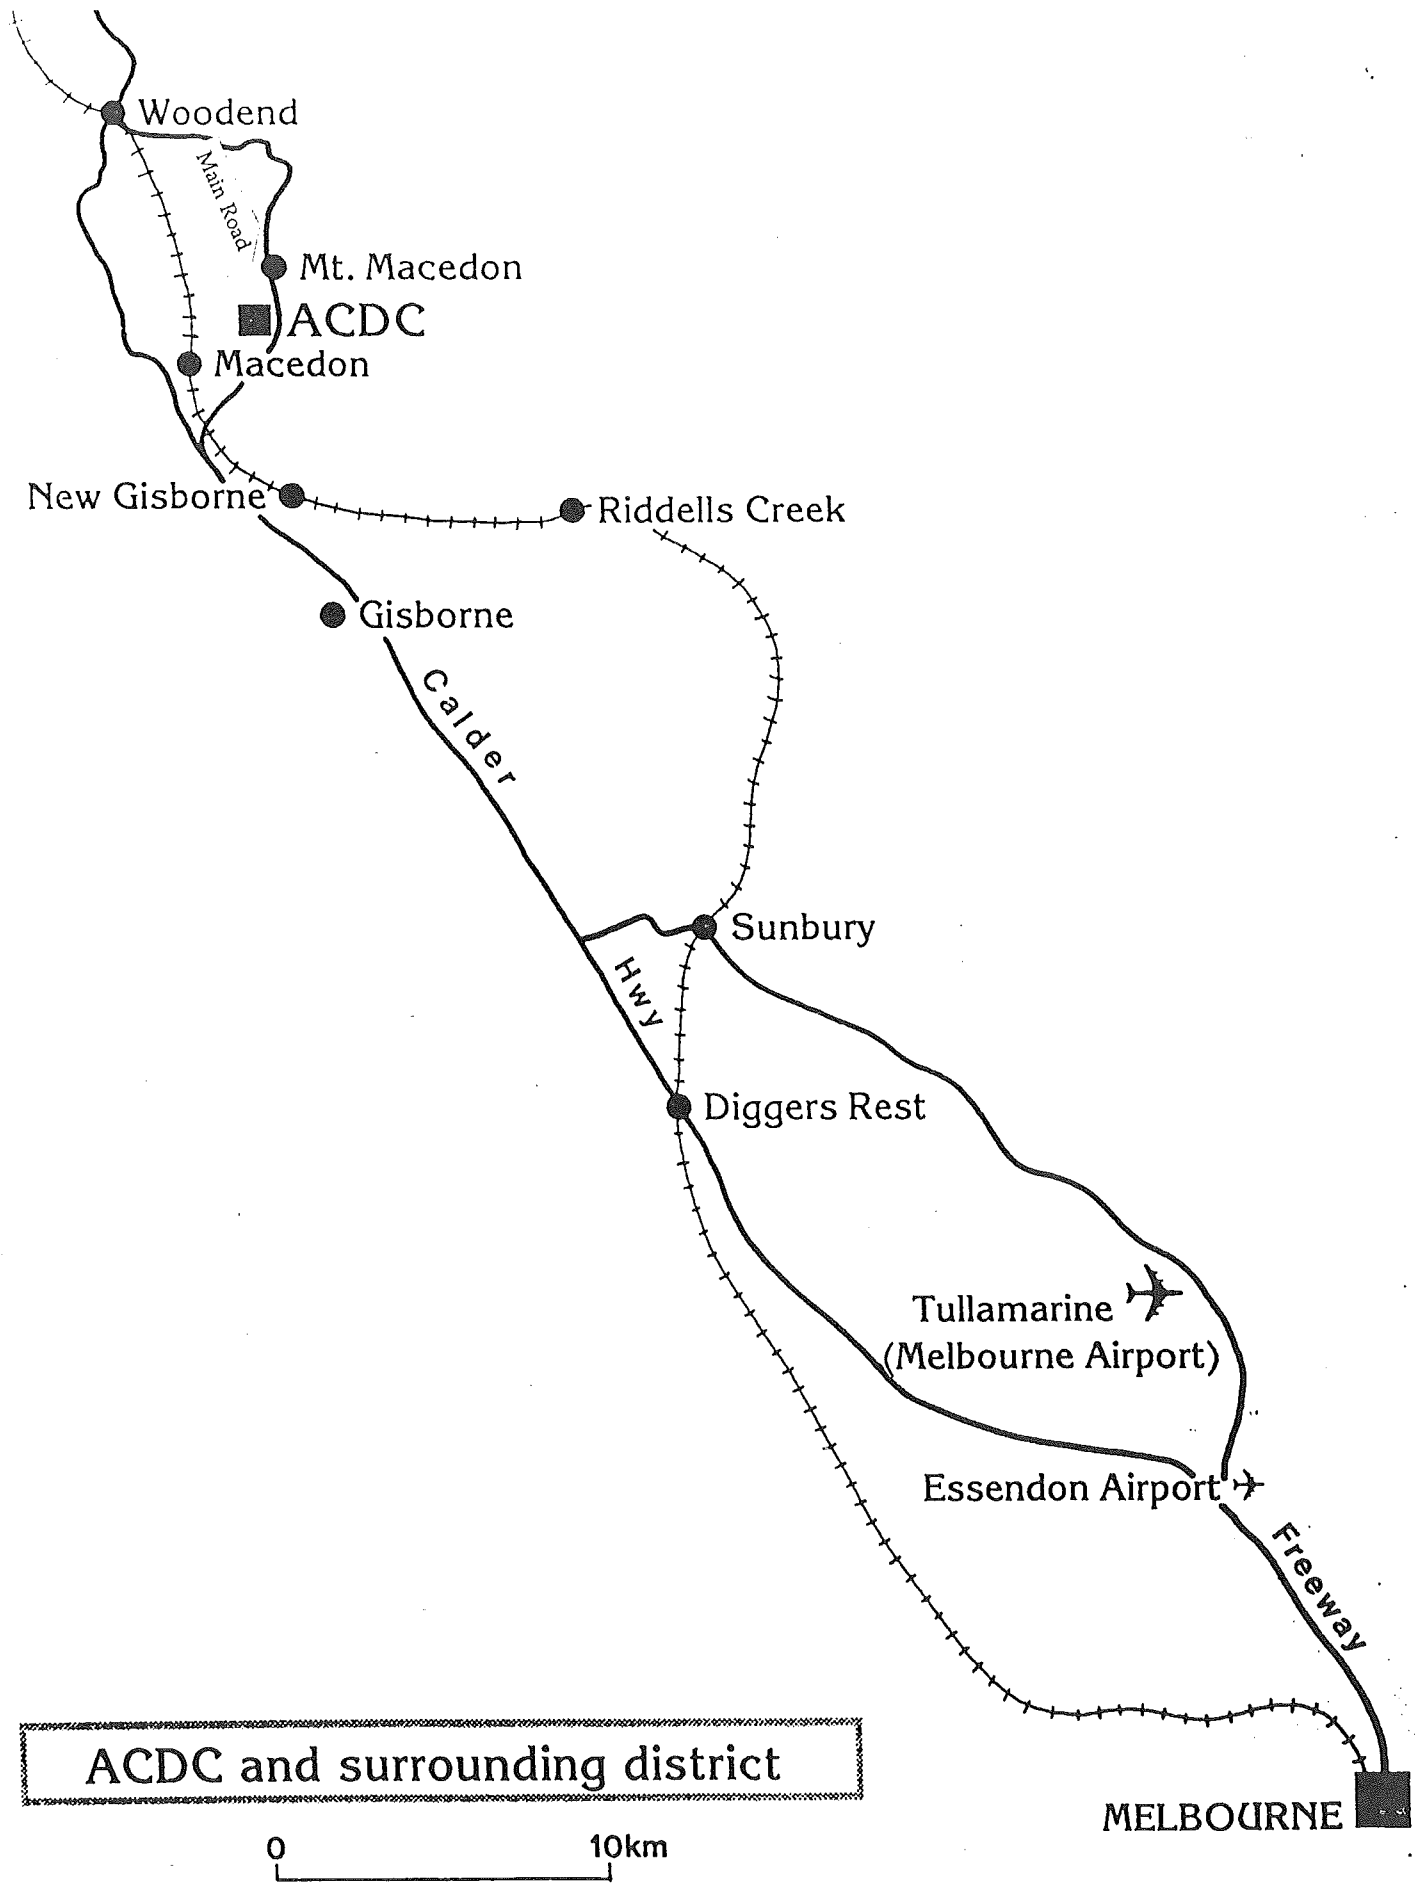 Woodend
Main Road
Mt. Macedon
ACDC
Macedon
New Gisborne
Riddells Creek
Gisborne
Calder
Sunbury
Hwy
Diggers Rest
Tullamarine
(Melbourne Airport)
Essendon Airport
Freeway
ACDC and surrounding district
MELBOURNE
0 10km